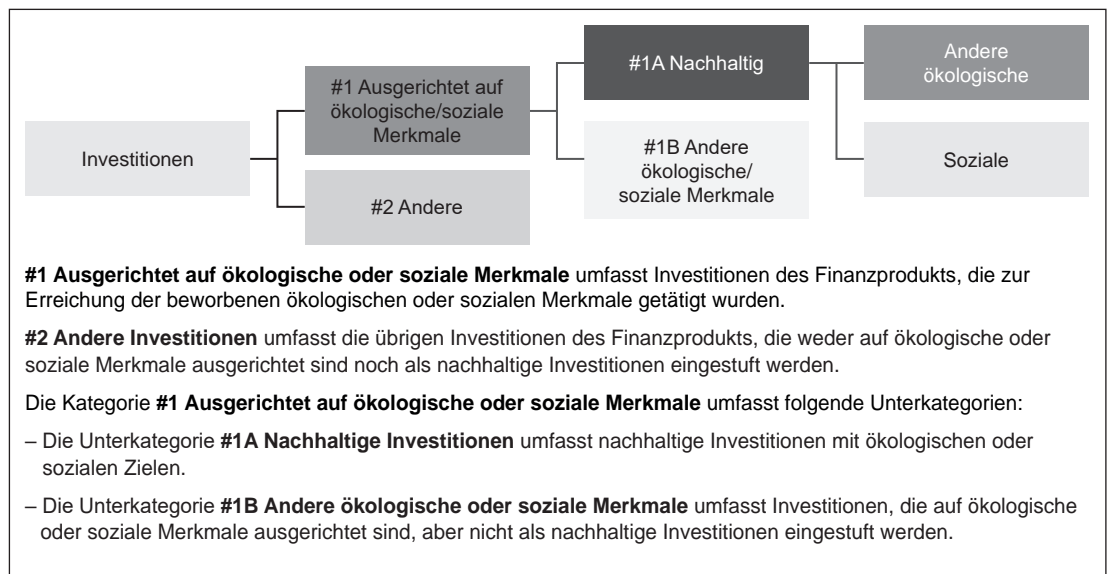 Investitionen
#1 Ausgerichtet auf
ökologische/soziale
Merkmale
#2 Andere
#1A Nachhaltig
#1B Andere
ökologische/
soziale Merkmale
Andere
ökologische
Soziale
#1 Ausgerichtet auf ökologische oder soziale Merkmale umfasst Investitionen des Finanzprodukts, die zur
Erreichung der beworbenen ökologischen oder sozialen Merkmale getätigt wurden.
#2 Andere Investitionen umfasst die übrigen Investitionen des Finanzprodukts, die weder auf ökologische oder
soziale Merkmale ausgerichtet sind noch als nachhaltige Investitionen eingestuft werden.
Die Kategorie #1 Ausgerichtet auf ökologische oder soziale Merkmale umfasst folgende Unterkategorien:
– Die Unterkategorie #1A Nachhaltige Investitionen umfasst nachhaltige Investitionen mit ökologischen oder
sozialen Zielen.
– Die Unterkategorie #1B Andere ökologische oder soziale Merkmale umfasst Investitionen, die auf ökologische
oder soziale Merkmale ausgerichtet sind, aber nicht als nachhaltige Investitionen eingestuft werden.